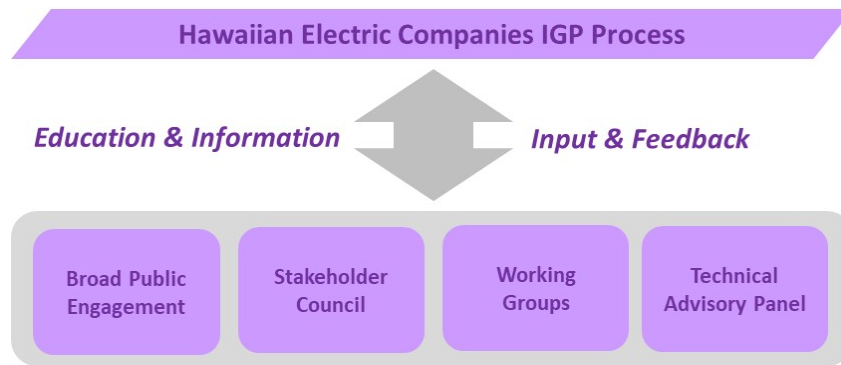 Hawaiian Electric Companies IGP Process
Education & Information
Input & Feedback
Broad Public
Engagement
Stakeholder
Council
Working
Groups
Technical
Advisory Panel